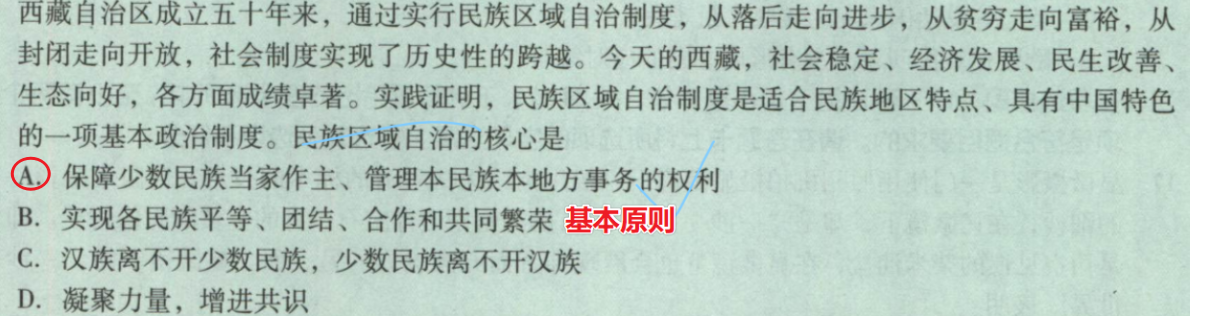 西藏自治区成立五十年来，通过实行民族区域自治制度，从落后走向进步，从贫穷走向富裕，从
封闭走向开放，社会制度实现了历史性的跨越。今天的西藏，社会稳定、经济发展、民生改善、
生态向好，各方面成绩卓著。实践证明，民族区域自治制度是适合民族地区特点、具有中国特色
的一项基本政治制度。民族区域自治的核心是
A. 保障少数民族当家作主、管理本民族本地方事务的权利
B. 实现各民族平等、团结、合作和共同繁荣 基本原则
C. 汉族离不开少数民族，少数民族离不开汉族
D. 凝聚力量，增进共识